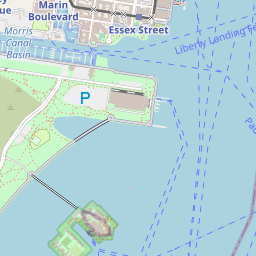 Marin
Boulevard
Essex Street
Morris
Canal
Basin
Liberty Landing Fe
P